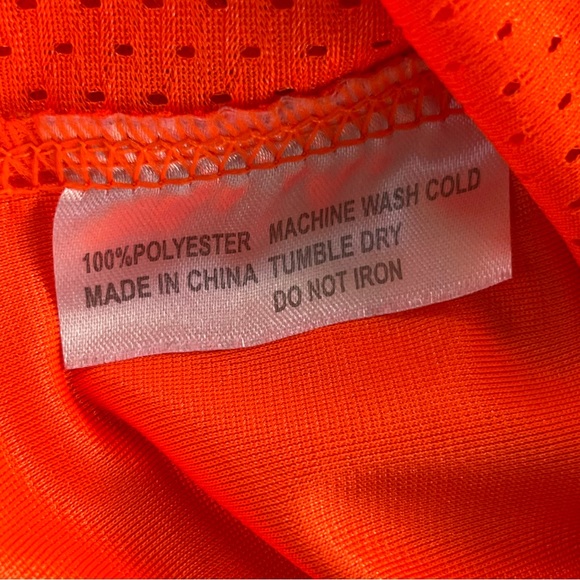 100%POLYESTER
MADE IN CHINA
MACHINE WASH COLD
TUMBLE DRY
DO NOT IRON